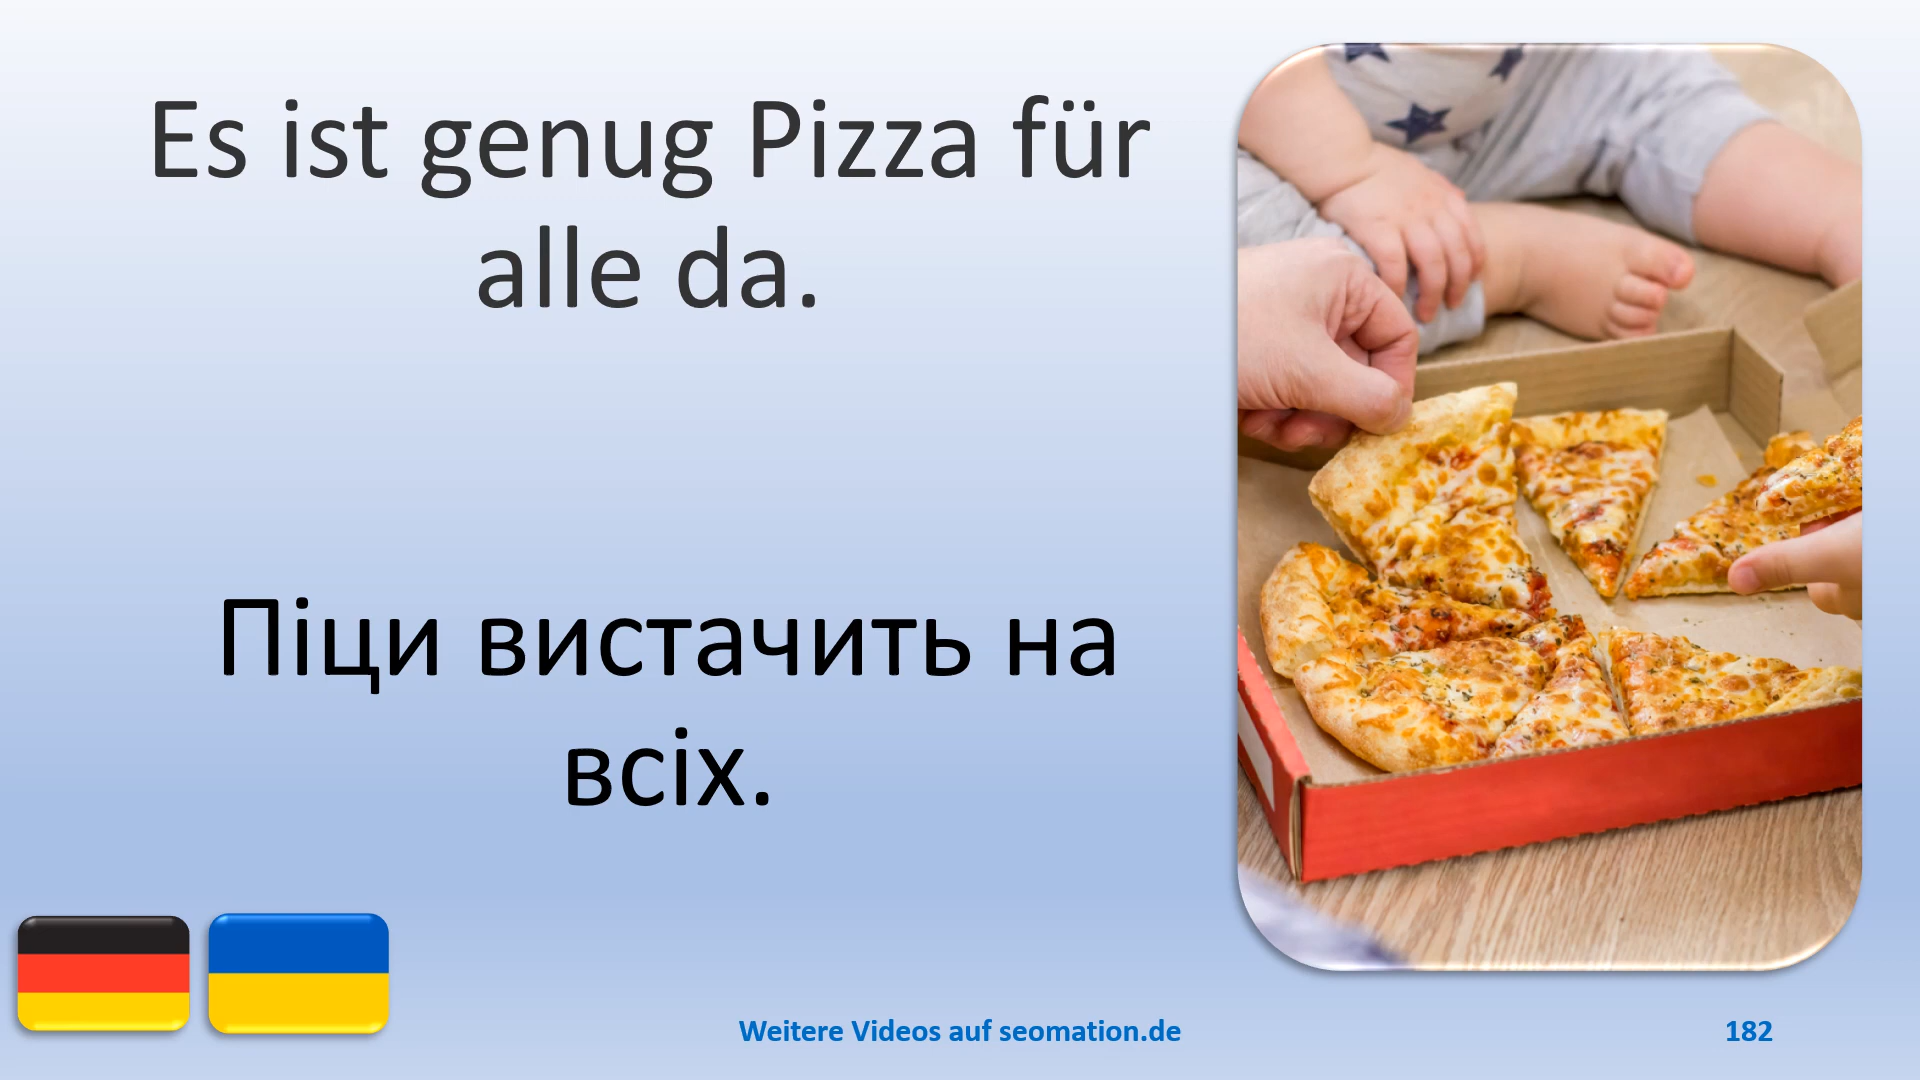 Es ist genug Pizza für
alle da.
Піци вистачить на
всіх.
Weitere Videos auf seomation.de
182